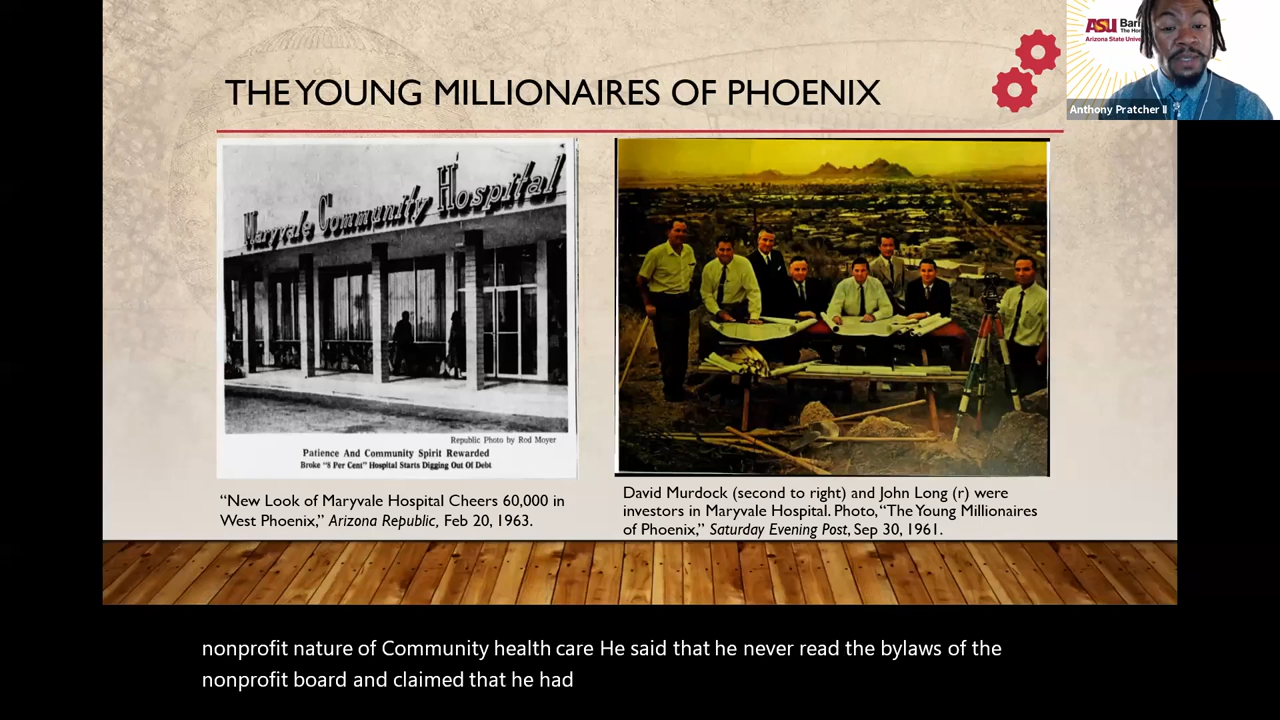 THE YOUNG MILLIONAIRES OF PHOENIX
ASU Barr
The Hon
Arizona State Univer
Anthony Pratcher II
Maryvale Community Hospital
Republic Photo by Rod Moyer
Patience And Community Spirit Rewarded
Broke "8 Per Cent" Hospital Starts Digging Out Of Debt
“New Look of Maryvale Hospital Cheers 60,000 in
West Phoenix,” Arizona Republic, Feb 20, 1963.
David Murdock (second to right) and John Long (r) were
investors in Maryvale Hospital. Photo, “The Young Millionaires
of Phoenix,” Saturday Evening Post, Sep 30, 1961.
nonprofit nature of Community health care He said that he never read the bylaws of the
nonprofit board and claimed that he had